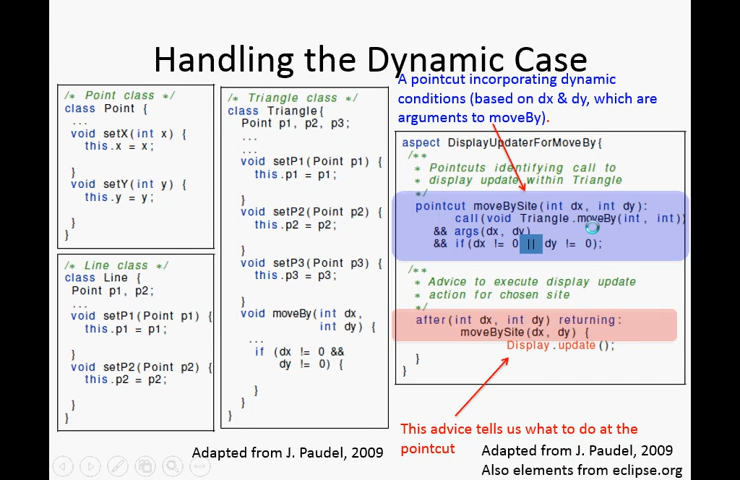 Handling the Dynamic Case
/* Point class */
class Point {
...
void setX(int x) {
this.x = x;
}
void setY(int y) {
this.y = y;
}
}
/* Line class */
class Line {
Point p1, p2;
...
void setP1(Point p1) {
this.p1 = p1;
}
void setP2(Point p2) {
this.p2 = p2;
}
}
/* Triangle class */
class Triangle{
Point p1, p2, p3;
...
...
void setP1(Point p1) {
this.p1 = p1;
}
void setP2(Point p2) {
this.p2 = p2;
}
void setP3(Point p3) {
this.p3 = p3;
}
void moveBy(int dx,
int dy) {
...
if (dx != 0 &&
dy != 0) {
}
}
}
Adapted from J. Paudel, 2009
A pointcut incorporating dynamic
conditions (based on dx & dy, which are
arguments to moveBy).
aspect DisplayUpdaterForMoveBy{
/**
* Pointcuts identifying call to
* display update within Triangle
*/
pointcut moveBySite(int dx, int dy):
call(void Triangle.moveBy(int, int))
&& args(dx, dy)
&& if(dx != 0 || dy != 0);
/**
* Advice to execute display update
* action for chosen site
*/
after(int dx, int dy) returning:
moveBySite(dx, dy) {
Display.update();
}
}
This advice tells us what to do at the
pointcut
Adapted from J. Paudel, 2009
Also elements from eclipse.org